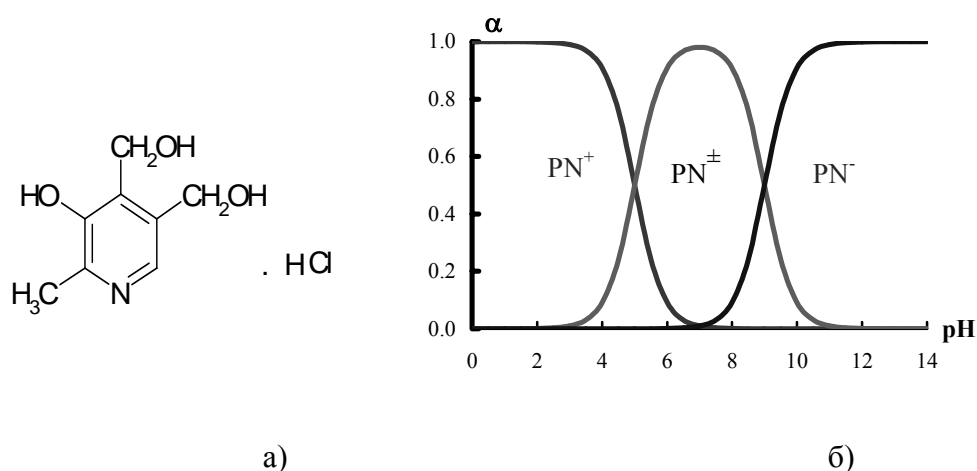 CH₂OH
HO
CH₂OH
H₃C
N
. HCl
α
1.0
0.8
0.6
0.4
0.2
0.0
PN⁺
PN±
PN⁻
pH
0 2 4 6 8 10 12 14
а)
б)